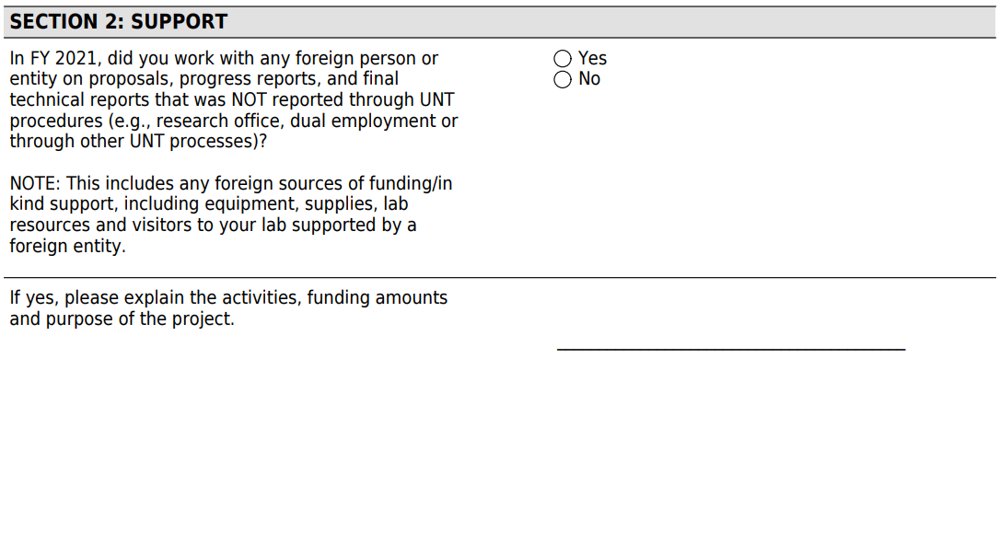 SECTION 2: SUPPORT
In FY 2021, did you work with any foreign person or
entity on proposals, progress reports, and final
technical reports that was NOT reported through UNT
procedures (e.g., research office, dual employment or
through other UNT processes)?
Yes
No
NOTE: This includes any foreign sources of funding/in
kind support, including equipment, supplies, lab
resources and visitors to your lab supported by a
foreign entity.
If yes, please explain the activities, funding amounts
and purpose of the project.